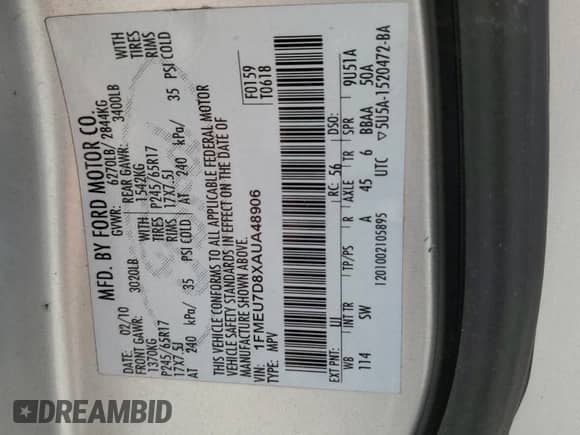 MFD. BY FORD MOTOR CO.
DATE: 02/10 GVWR: 6270LB/ 2844KG
FRONT GAWR: 3020LB REAR GAWR: 3400LB
1370KG WITH 1542KG WITH
P245/65R17 TIRES P245/65R17 TIRES
17X7.5J RIMS 17X7.5J RIMS
AT 240 kPa/ 35 PSI COLD AT 240 kPa/ 35 PSI COLD
THIS VEHICLE CONFORMS TO ALL APPLICABLE FEDERAL MOTOR
VEHICLE SAFETY STANDARDS IN EFFECT ON THE DATE OF
MANUFACTURE SHOWN ABOVE.
VIN: 1FMEU7D8XAUA48906
TYPE: MPV
F0159
T0618
EXT PNT: UJ RC: 56 DSO:
WB TP/PS R AXLE TR SPR 9U51A
114 SW A 45 6 BBAA 50A
1201002105895 UTC ▽5U5A-1520472-BA
DREAMBID